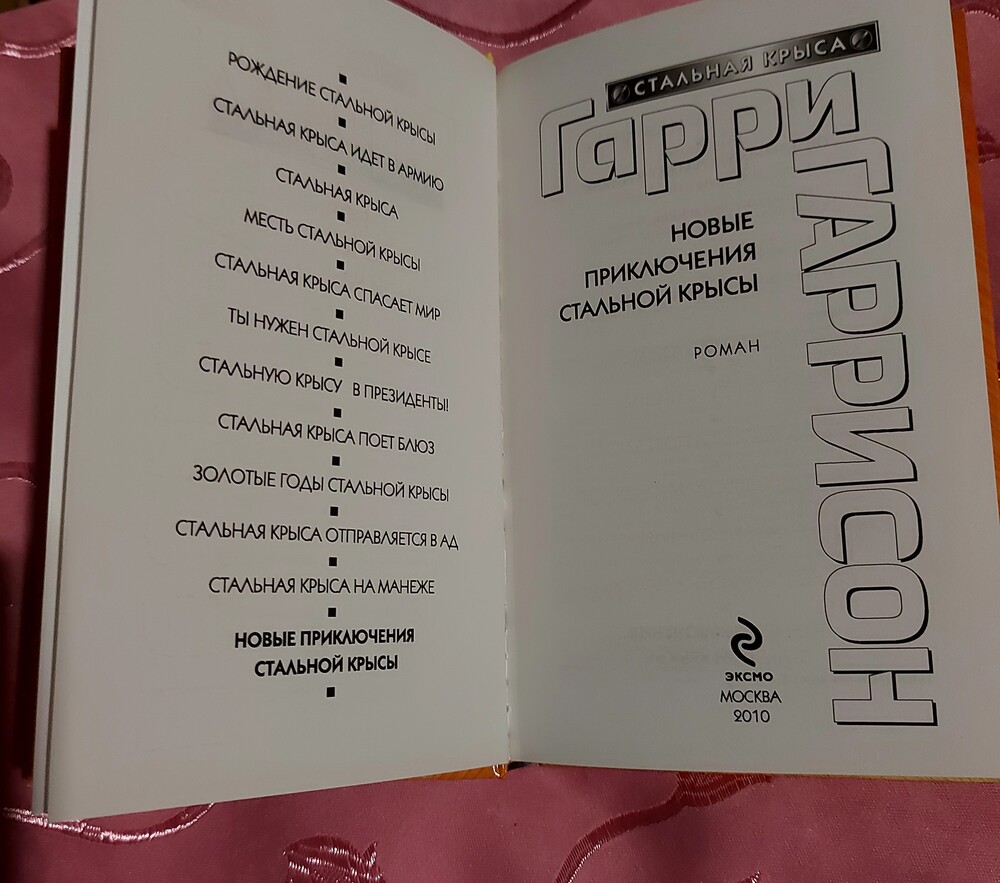 РОЖДЕНИЕ СТАЛЬНОЙ КРЫСЫ
СТАЛЬНАЯ КРЫСА ИДЕТ В АРМИЮ
СТАЛЬНАЯ КРЫСА
МЕСТЬ СТАЛЬНОЙ КРЫСЫ
СТАЛЬНАЯ КРЫСА СПАСАЕТ МИР
ТЫ НУЖЕН СТАЛЬНОЙ КРЫСЕ
СТАЛЬНУЮ КРЫСУ В ПРЕЗИДЕНТЫ!
СТАЛЬНАЯ КРЫСА ПОЕТ БЛЮЗ
ЗОЛОТЫЕ ГОДЫ СТАЛЬНОЙ КРЫСЫ
СТАЛЬНАЯ КРЫСА ОТПРАВЛЯЕТСЯ В АД
СТАЛЬНАЯ КРЫСА НА МАНЕЖЕ
НОВЫЕ ПРИКЛЮЧЕНИЯ
СТАЛЬНОЙ КРЫСЫ
СТАЛЬНАЯ КРЫСА
Гарри
ГАРРИСОН
НОВЫЕ
ПРИКЛЮЧЕНИЯ
СТАЛЬНОЙ КРЫСЫ
РОМАН
ЭКСМО
МОСКВА
2010